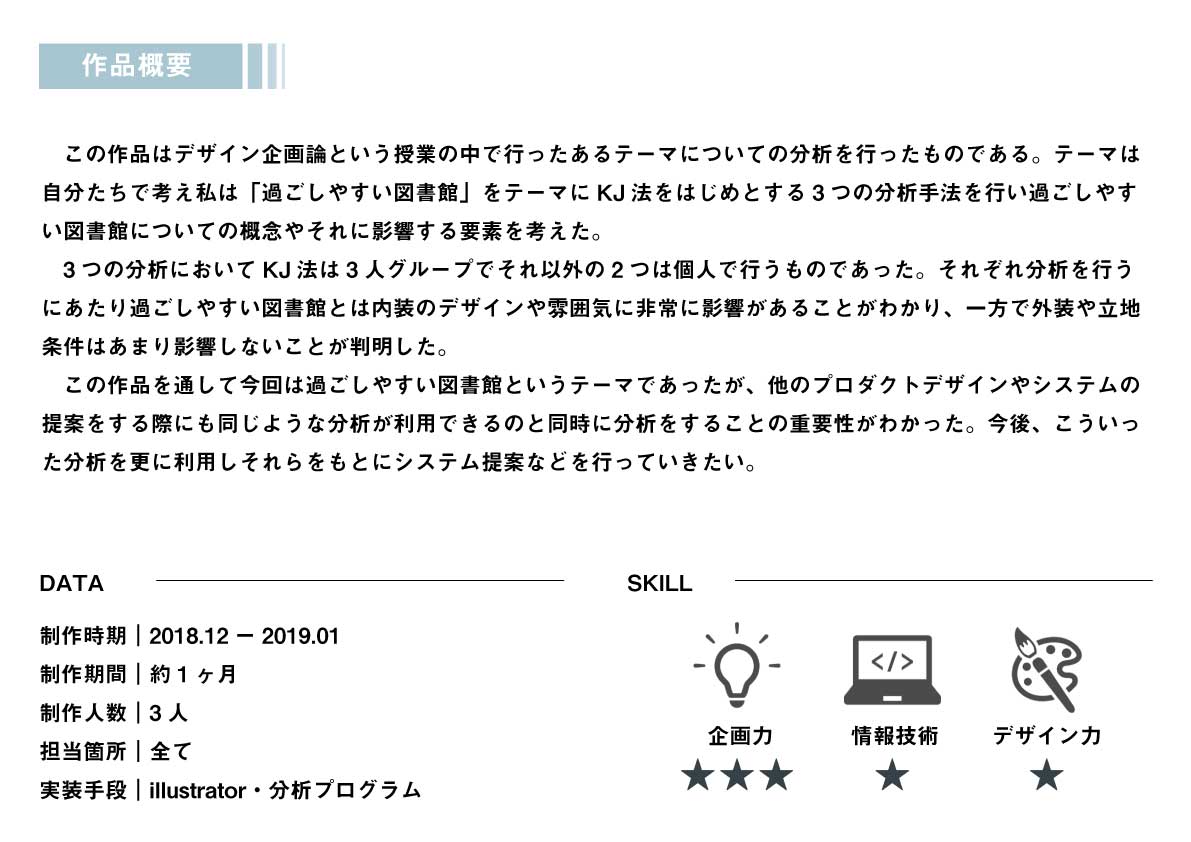 作品概要
この作品はデザイン企画論という授業の中で行ったあるテーマについての分析を行ったものである。テーマは
自分たちで考え私は「過ごしやすい図書館」をテーマに KJ 法をはじめとする 3 つの分析手法を行い過ごしやす
い図書館についての概念やそれに影響する要素を考えた。
3 つの分析において KJ 法は 3 人グループでそれ以外の 2 つは個人で行うものであった。それぞれ分析を行う
にあたり過ごしやすい図書館とは内装のデザインや雰囲気に非常に影響があることがわかり、一方で外装や立地
条件はあまり影響しないことが判明した。
この作品を通して今回は過ごしやすい図書館というテーマであったが、他のプロダクトデザインやシステムの
提案をする際にも同じような分析が利用できるのと同時に分析をすることの重要性がわかった。今後、こういっ
た分析を更に利用しそれらをもとにシステム提案などを行っていきたい。
DATA
制作時期｜2018.12 ー 2019.01
制作期間｜約 1 ヶ月
制作人数｜3 人
担当箇所｜全て
実装手段｜illustrator・分析プログラム
SKILL
</>
企画力 情報技術 デザイン力
★★★ ★ ★